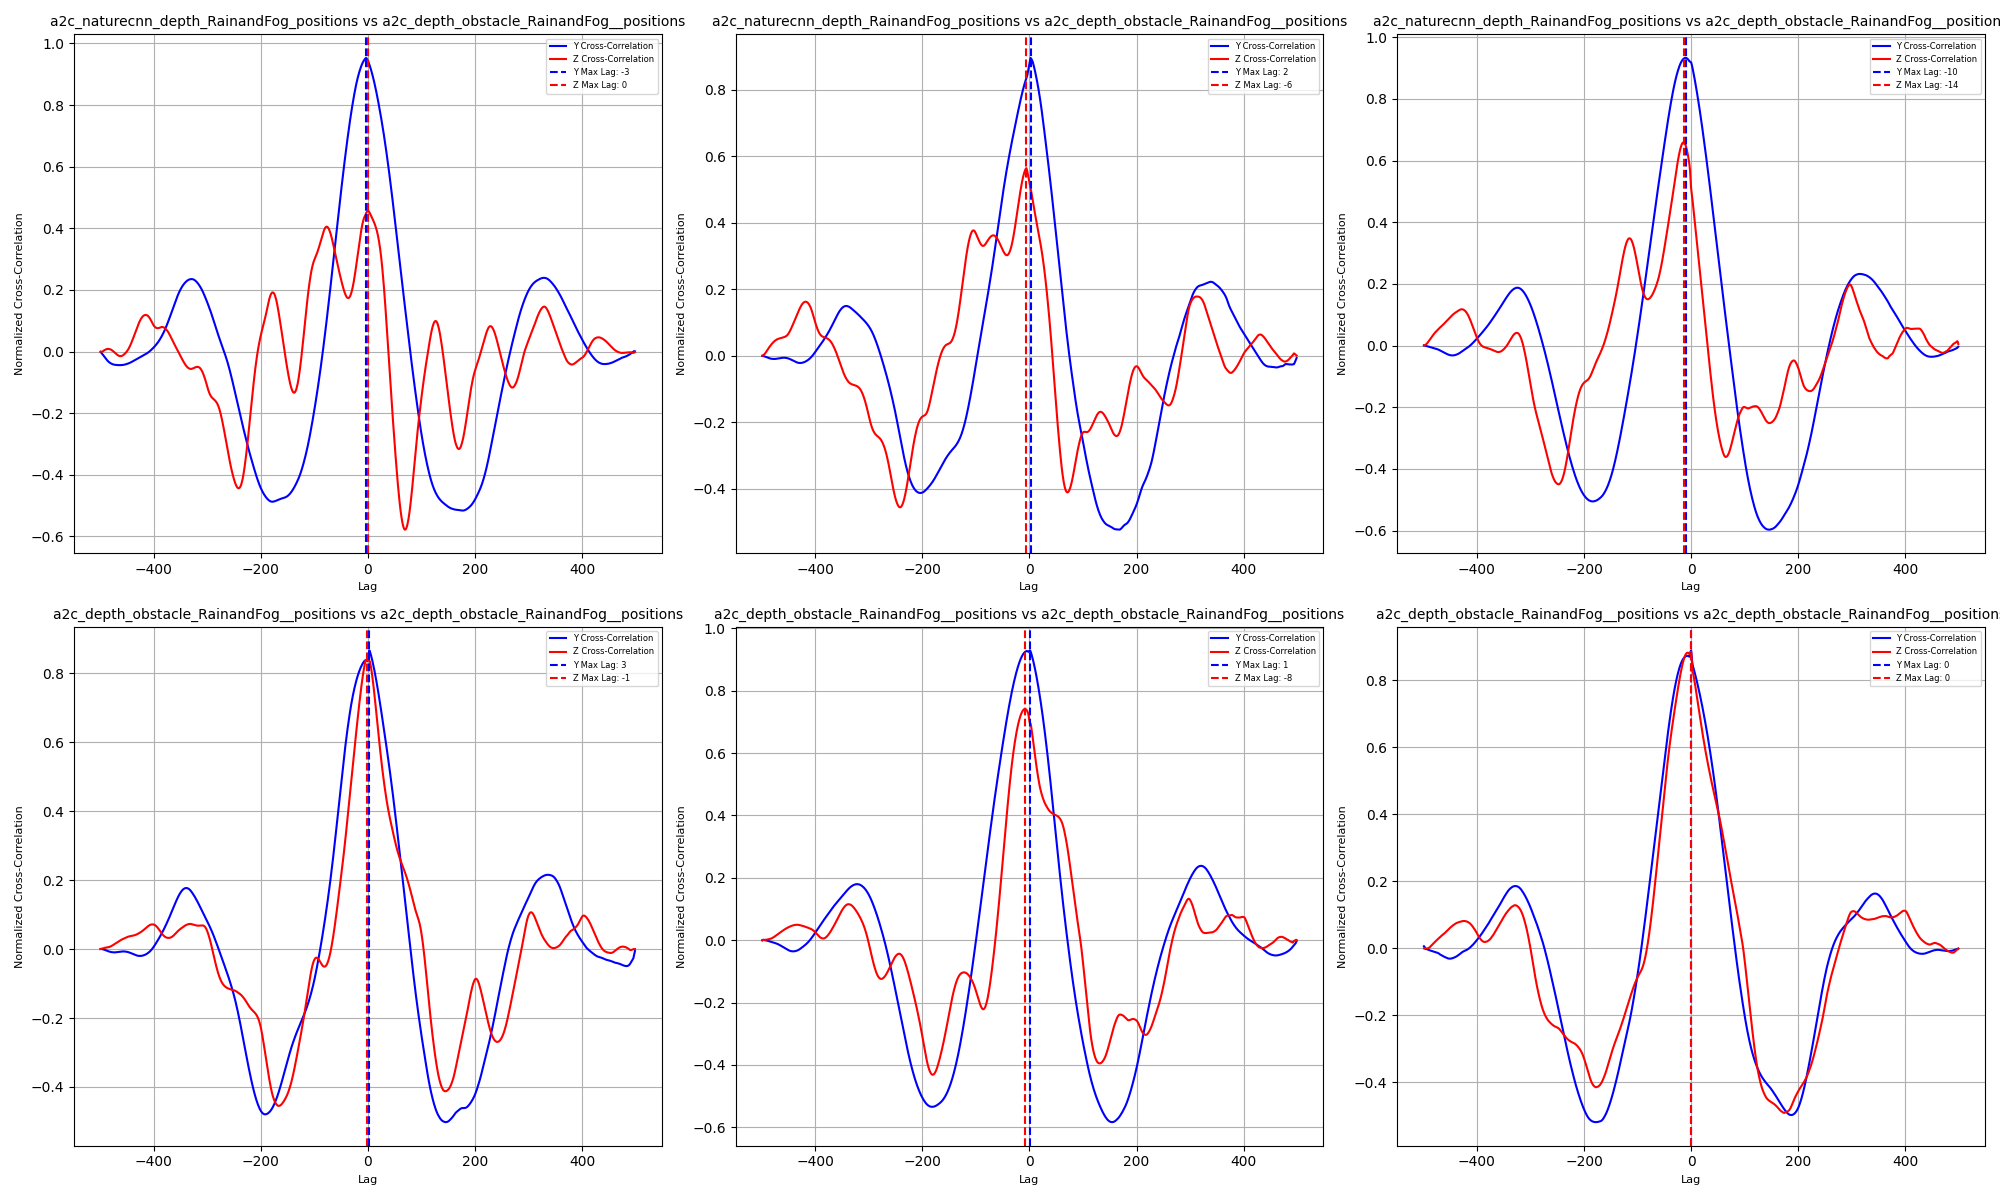 a2c_naturecnn_depth_RainandFog_positions vs a2c_depth_obstacle_RainandFog__positions
Y Cross-Correlation
Z Cross-Correlation
Y Max Lag: -3
Z Max Lag: 0
Normalized Cross-Correlation
1.0
0.8
0.6
0.4
0.2
0.0
−0.2
−0.4
−0.6
−400
−200
0
200
400
Lag
a2c_naturecnn_depth_RainandFog_positions vs a2c_depth_obstacle_RainandFog__positions
Y Cross-Correlation
Z Cross-Correlation
Y Max Lag: 2
Z Max Lag: -6
Normalized Cross-Correlation
0.8
0.6
0.4
0.2
0.0
−0.2
−0.4
−400
−200
0
200
400
Lag
a2c_naturecnn_depth_RainandFog_positions vs a2c_depth_obstacle_RainandFog__position
Y Cross-Correlation
Z Cross-Correlation
Y Max Lag: -10
Z Max Lag: -14
Normalized Cross-Correlation
1.0
0.8
0.6
0.4
0.2
0.0
−0.2
−0.4
−0.6
−400
−200
0
200
400
Lag
a2c_depth_obstacle_RainandFog__positions vs a2c_depth_obstacle_RainandFog__positions
Y Cross-Correlation
Z Cross-Correlation
Y Max Lag: 3
Z Max Lag: -1
Normalized Cross-Correlation
0.8
0.6
0.4
0.2
0.0
−0.2
−0.4
−400
−200
0
200
400
Lag
a2c_depth_obstacle_RainandFog__positions vs a2c_depth_obstacle_RainandFog__positions
Y Cross-Correlation
Z Cross-Correlation
Y Max Lag: 1
Z Max Lag: -8
Normalized Cross-Correlation
1.0
0.8
0.6
0.4
0.2
0.0
−0.2
−0.4
−0.6
−400
−200
0
200
400
Lag
a2c_depth_obstacle_RainandFog__positions vs a2c_depth_obstacle_RainandFog__positions
Y Cross-Correlation
Z Cross-Correlation
Y Max Lag: 0
Z Max Lag: 0
Normalized Cross-Correlation
0.8
0.6
0.4
0.2
0.0
−0.2
−0.4
−400
−200
0
200
400
Lag